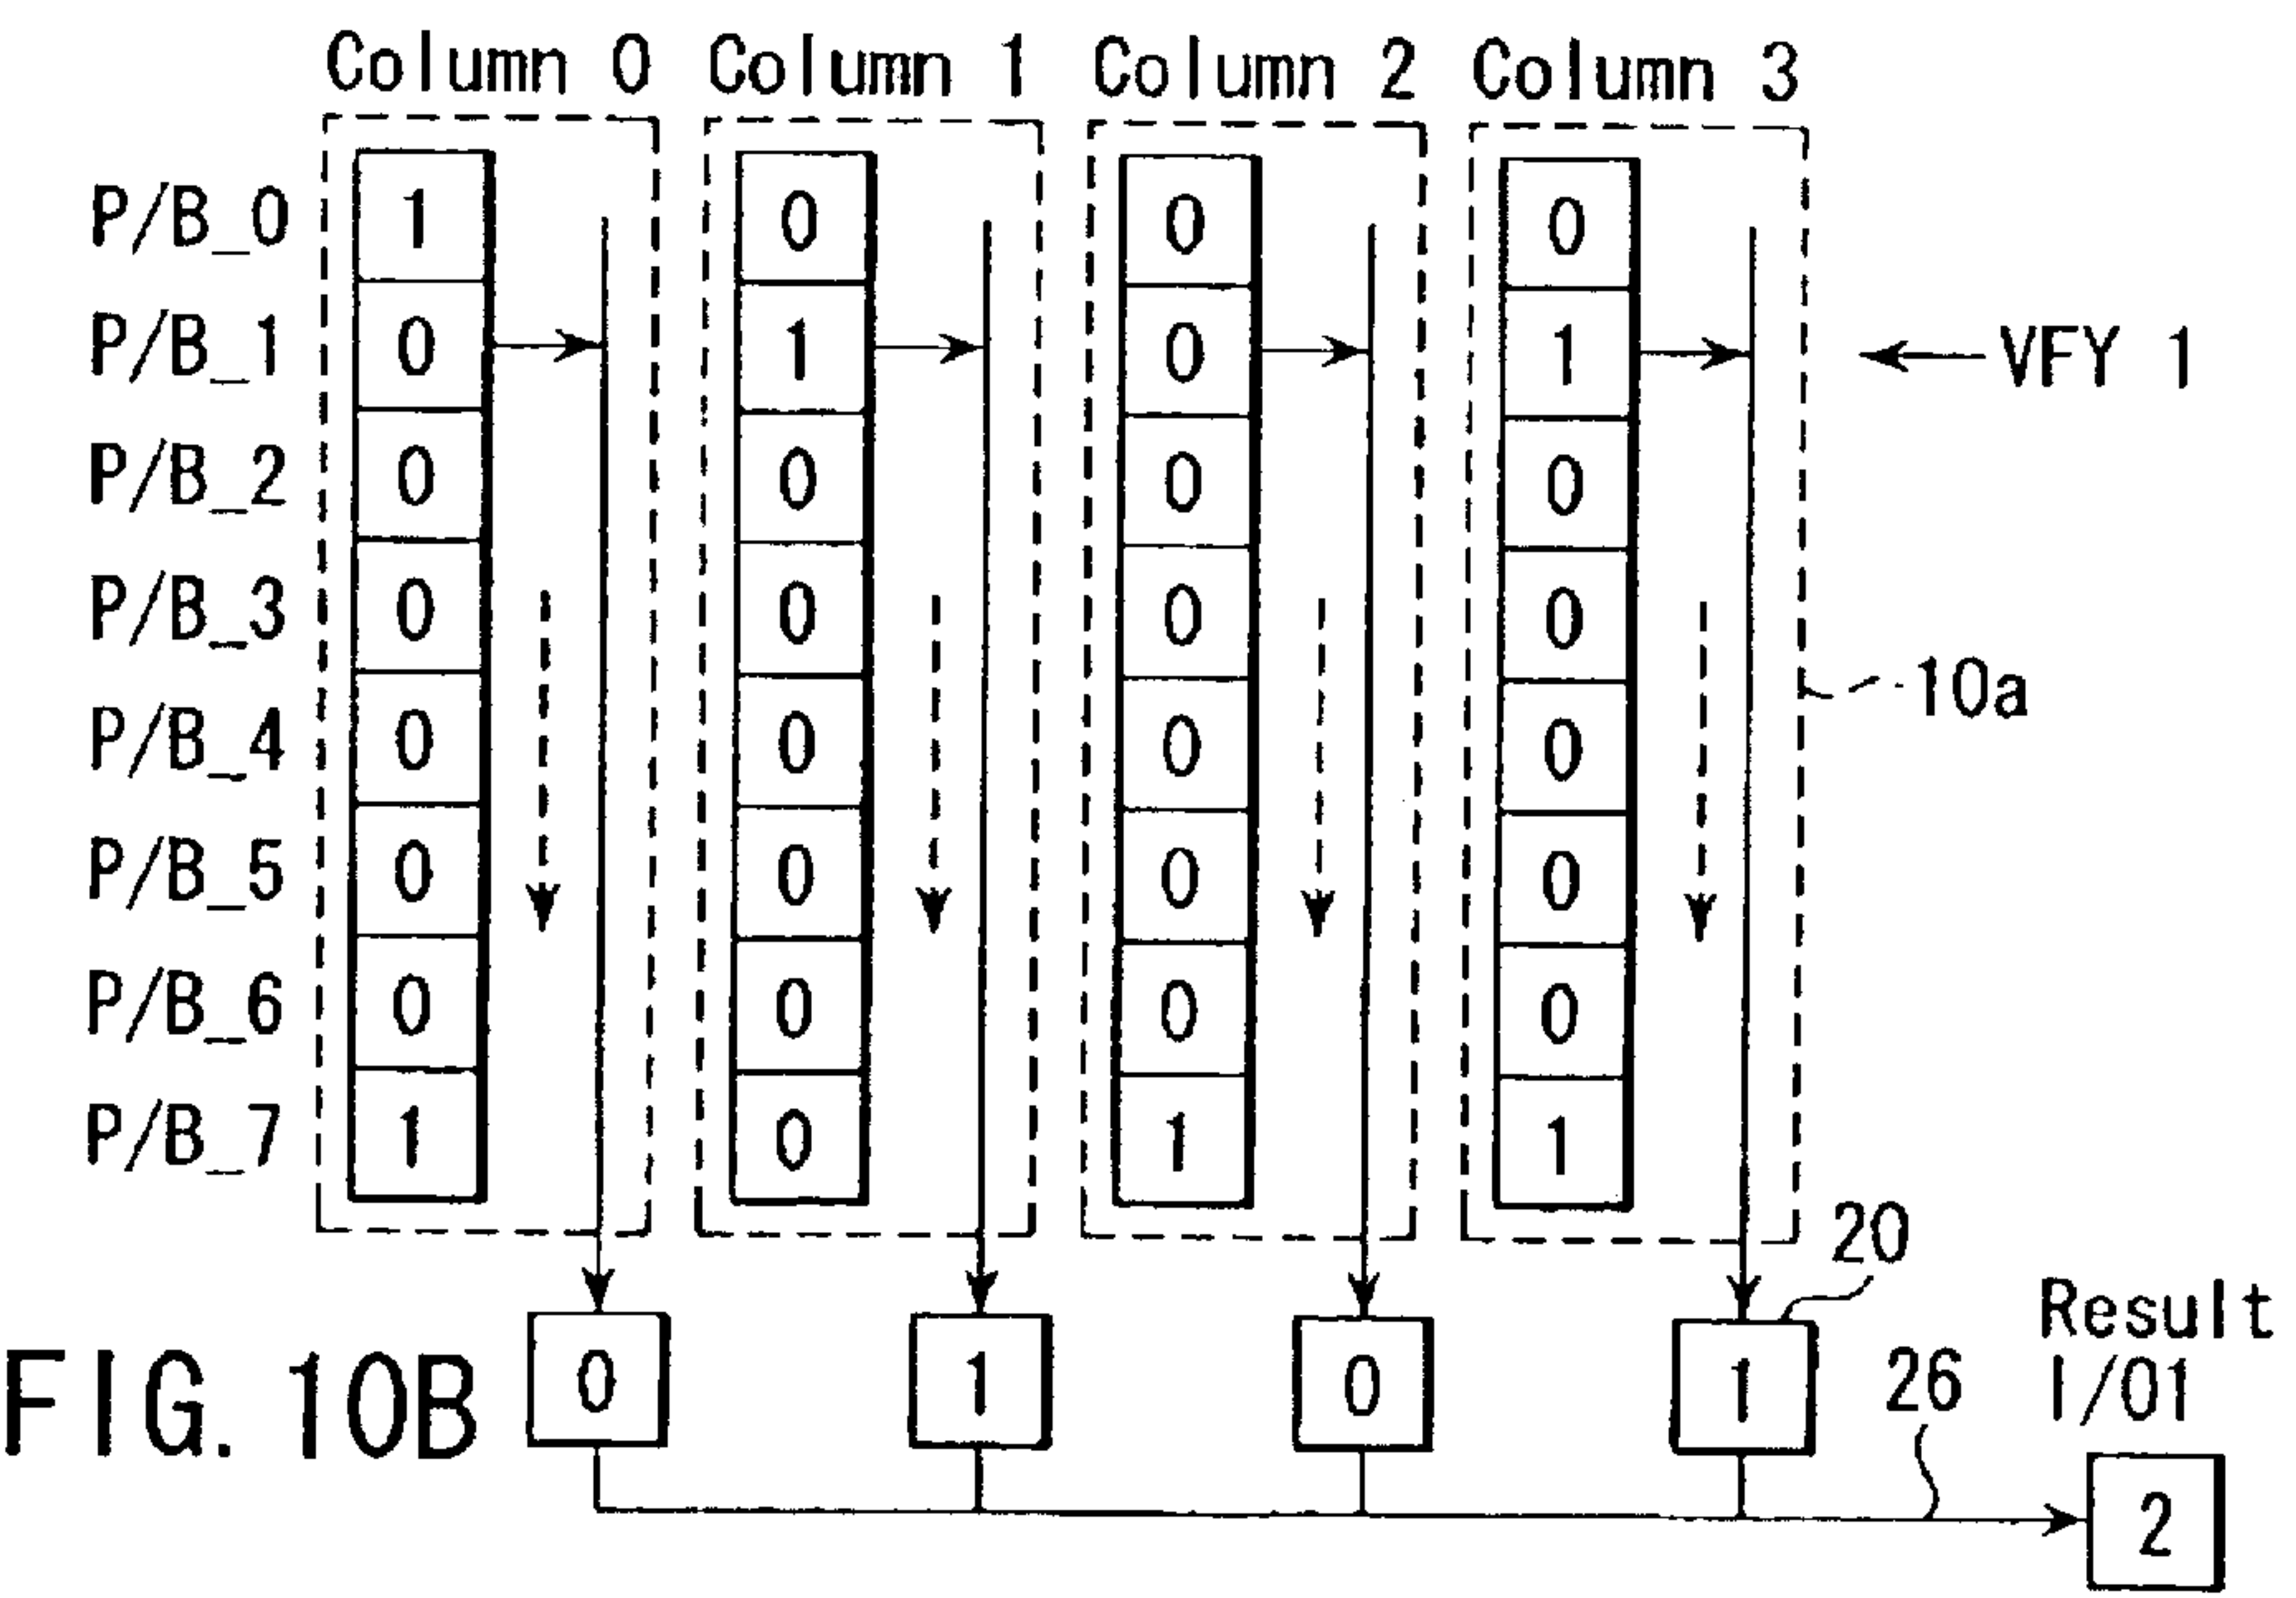 Column 0 Column 1 Column 2 Column 3
P/B_0 1 0 0 0
P/B_1 0 1 0 1 VFY 1
P/B_2 0 0 0 0
P/B_3 0 0 0 0
P/B_4 0 0 0 0 10a
P/B_5 0 0 0 0
P/B_6 0 0 0 0
P/B_7 1 0 1 1
20
Result
I/O1
FIG. 10B 0 1 0 1 26
2